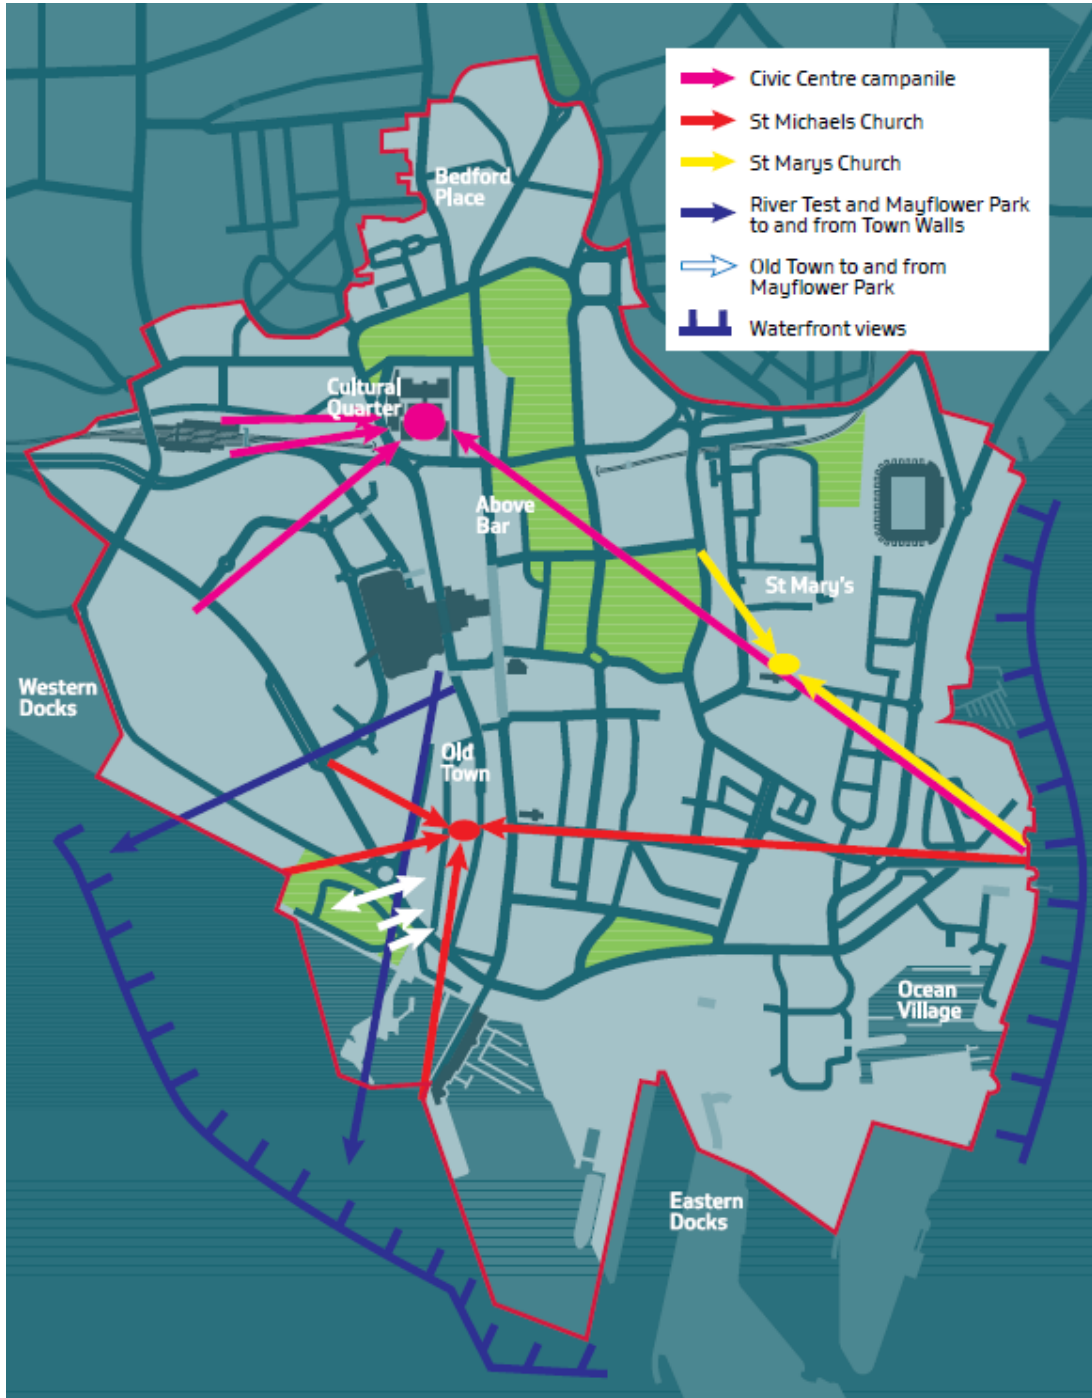 Civic Centre campanile
St Michaels Church
St Marys Church
River Test and Mayflower Park
to and from Town Walls
Old Town to and from
Mayflower Park
Waterfront views
Bedford
Place
Cultural
Quarter
Above
Bar
St Mary's
Western
Docks
Old
Town
Ocean
Village
Eastern
Docks